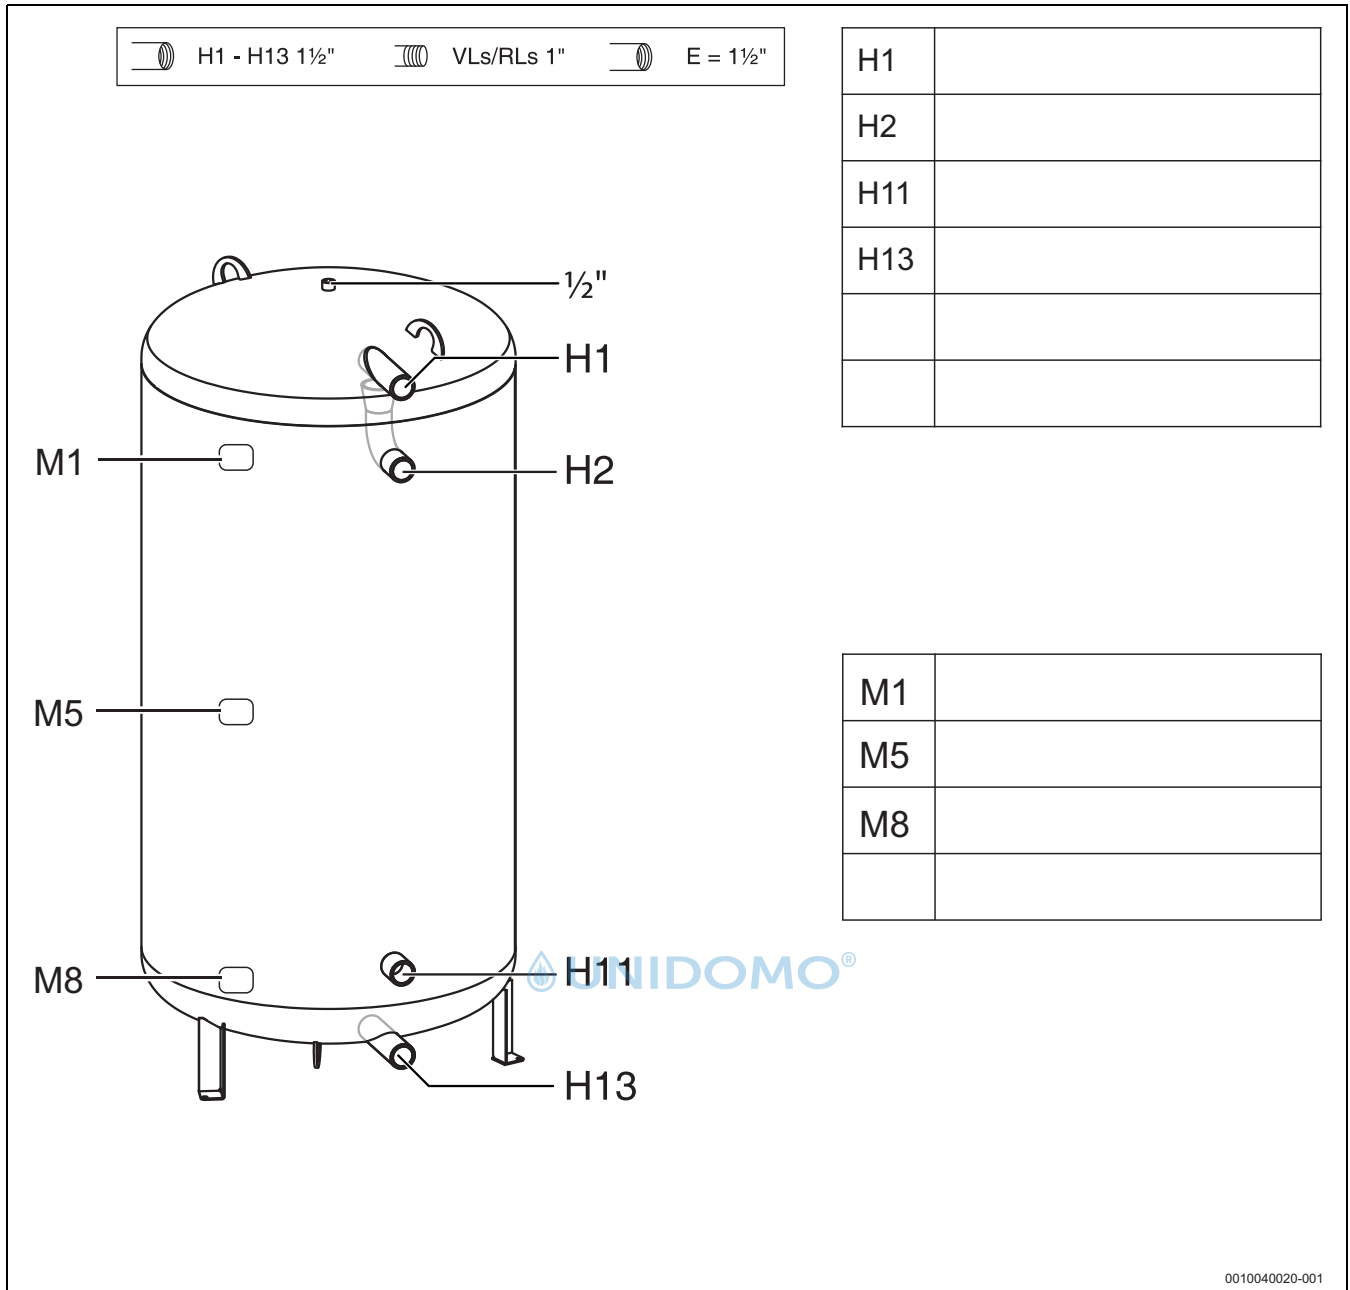 H1 - H13 1½" VLs/RLs 1" E = 1½"
H1
H2
H11
H13
½"
H1
M1
H2
M5
M8
H11
H13
UNIDOMO®
M1
M5
M8
0010040020-001